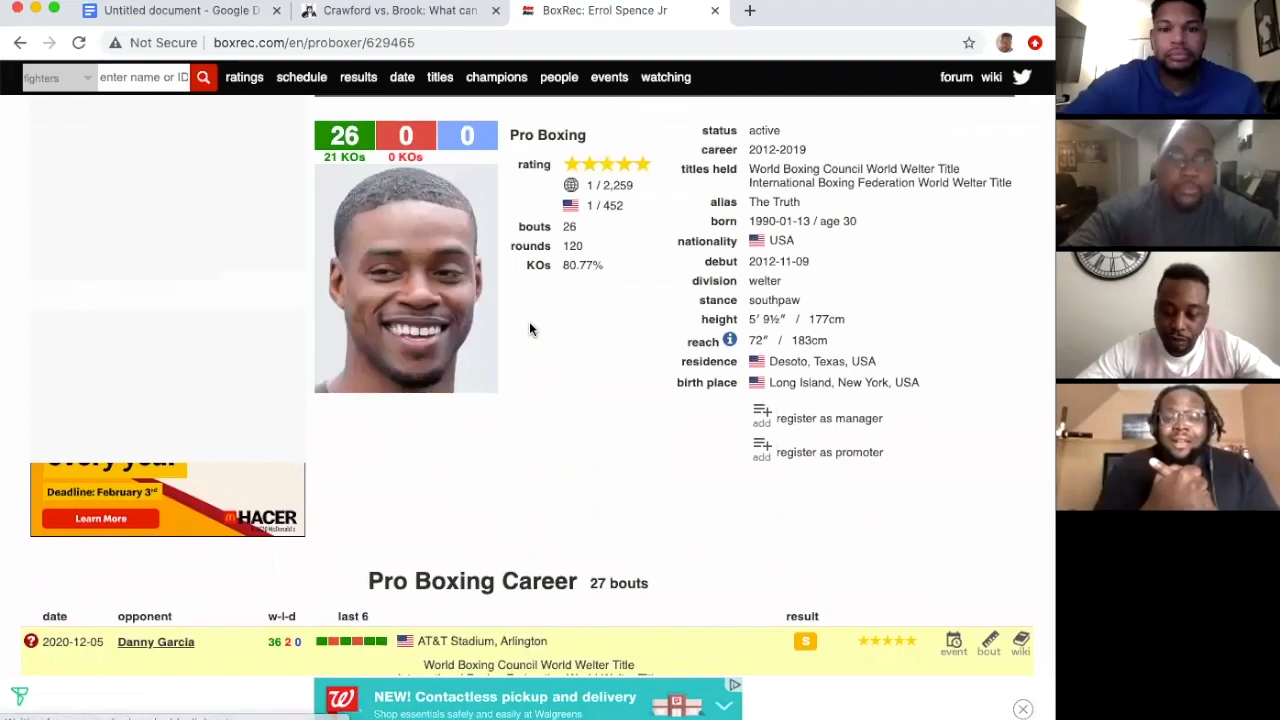 Untitled document - Google D
Crawford vs. Brook: What can
BoxRec: Errol Spence Jr
Not Secure | boxrec.com/en/proboxer/629465
fighters
enter name or ID
ratings
schedule
results
date
titles
champions
people
events
watching
forum
wiki
26
0
0
21 KOs
0 KOs
Pro Boxing
rating
1 / 2,259
1 / 452
bouts 26
rounds 120
KOs 80.77%
status active
career 2012-2019
titles held World Boxing Council World Welter Title
International Boxing Federation World Welter Title
alias The Truth
born 1990-01-13 / age 30
nationality USA
debut 2012-11-09
division welter
stance southpaw
height 5′ 9½″ / 177cm
reach 72″ / 183cm
residence Desoto, Texas, USA
birth place Long Island, New York, USA
add register as manager
add register as promoter
every year
Deadline: February 3rd
Learn More
HACER
Pro Boxing Career 27 bouts
date opponent w-l-d last 6 result
2020-12-05 Danny Garcia 36 2 0 AT&T Stadium, Arlington S event bout wiki
World Boxing Council World Welter Title
NEW! Contactless pickup and delivery
Shop essentials safely and easily at Walgreens